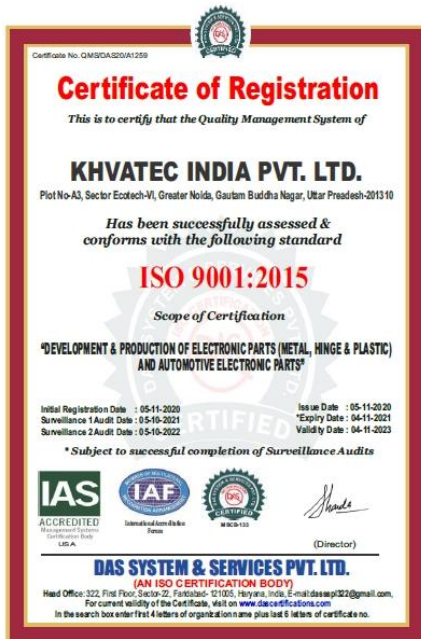 Certificate No. QMS/DAS20/A1259
Certificate of Registration
This is to certify that the Quality Management System of
KHVATEC INDIA PVT. LTD.
Plot No-A3, Sector Ecotech-VI, Greater Noida, Gautam Buddha Nagar, Uttar Preadesh-201310
Has been successfully assessed &
conforms with the following standard
ISO 9001:2015
Scope of Certification
"DEVELOPMENT & PRODUCTION OF ELECTRONIC PARTS (METAL, HINGE & PLASTIC)
AND AUTOMOTIVE ELECTRONIC PARTS"
Initial Registration Date : 05-11-2020
Surveillance 1 Audit Date : 05-10-2021
Surveillance 2 Audit Date : 05-10-2022
Issue Date : 05-11-2020
*Expiry Date : 04-11-2021
Validity Date : 04-11-2023
* Subject to successful completion of Surveillance Audits
IAS
ACCREDITED
Management Systems
Certification Body
USA
IAF
International Accreditation
Forum
CERTIFIED
MSCB-133
(Director)
DAS SYSTEM & SERVICES PVT. LTD.
(AN ISO CERTIFICATION BODY)
Head Office: 322, First Floor, Sector-22, Faridabad- 121005, Haryana, India, E-mail:dasaspl322@gmail.com,
For current validity of the Certificate, visit on www.dascertifications.com
In the search box enter first 4 letters of organization name plus last 6 letters of certificate no.